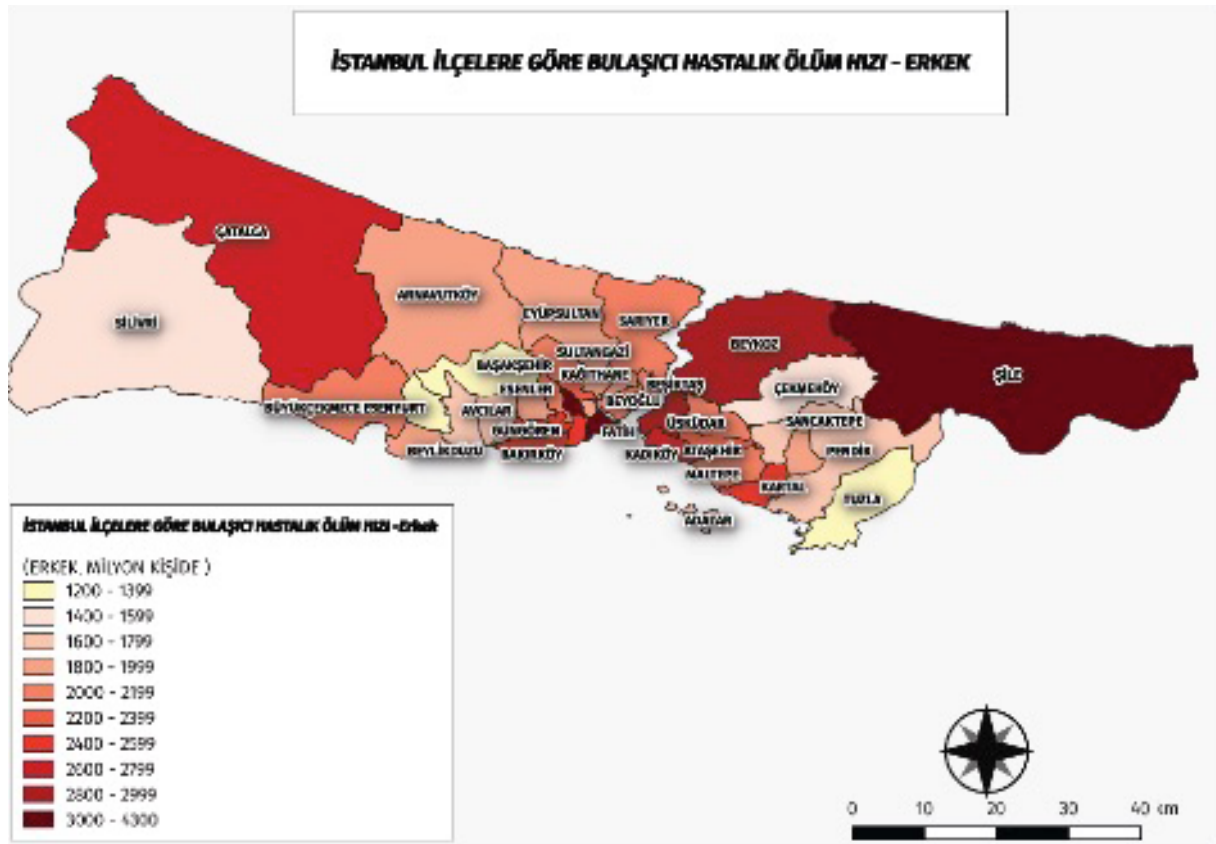 İSTANBUL İLÇELERE GÖRE BULAŞICI HASTALIK ÖLÜM HIZI - ERKEK
ÇATALCA
SİLİVRİ
ARNAVUTKÖY
EYÜPSULTAN
SARIYER
BEYKOZ
ŞİLE
SULTANGAZİ
BAŞAKŞEHİR
KAĞITHANE
ESENLER
BEŞİKTAŞ
ÇEKMEKÖY
BEYOĞLU
BÜYÜKÇEKMECE ESENYURT
AVCILAR
ÜSKÜDAR
SANCAKTEPE
GÜNGÖREN
FATİH
BEYLİKDÜZÜ
BAKIRKÖY
KADIKÖY
ATAŞEHİR
PENDİK
MALTEPE
KARTAL
TUZLA
ADALAR
İSTANBUL İLÇELERE GÖRE BULAŞICI HASTALIK ÖLÜM HIZI -Erkek
(ERKEK, MİLYON KİŞİDE )
1200 - 1399
1400 - 1599
1600 - 1799
1800 - 1999
2000 - 2199
2200 - 2399
2400 - 2599
2600 - 2799
2800 - 2999
3000 - 4300
0 10 20 30 40 km